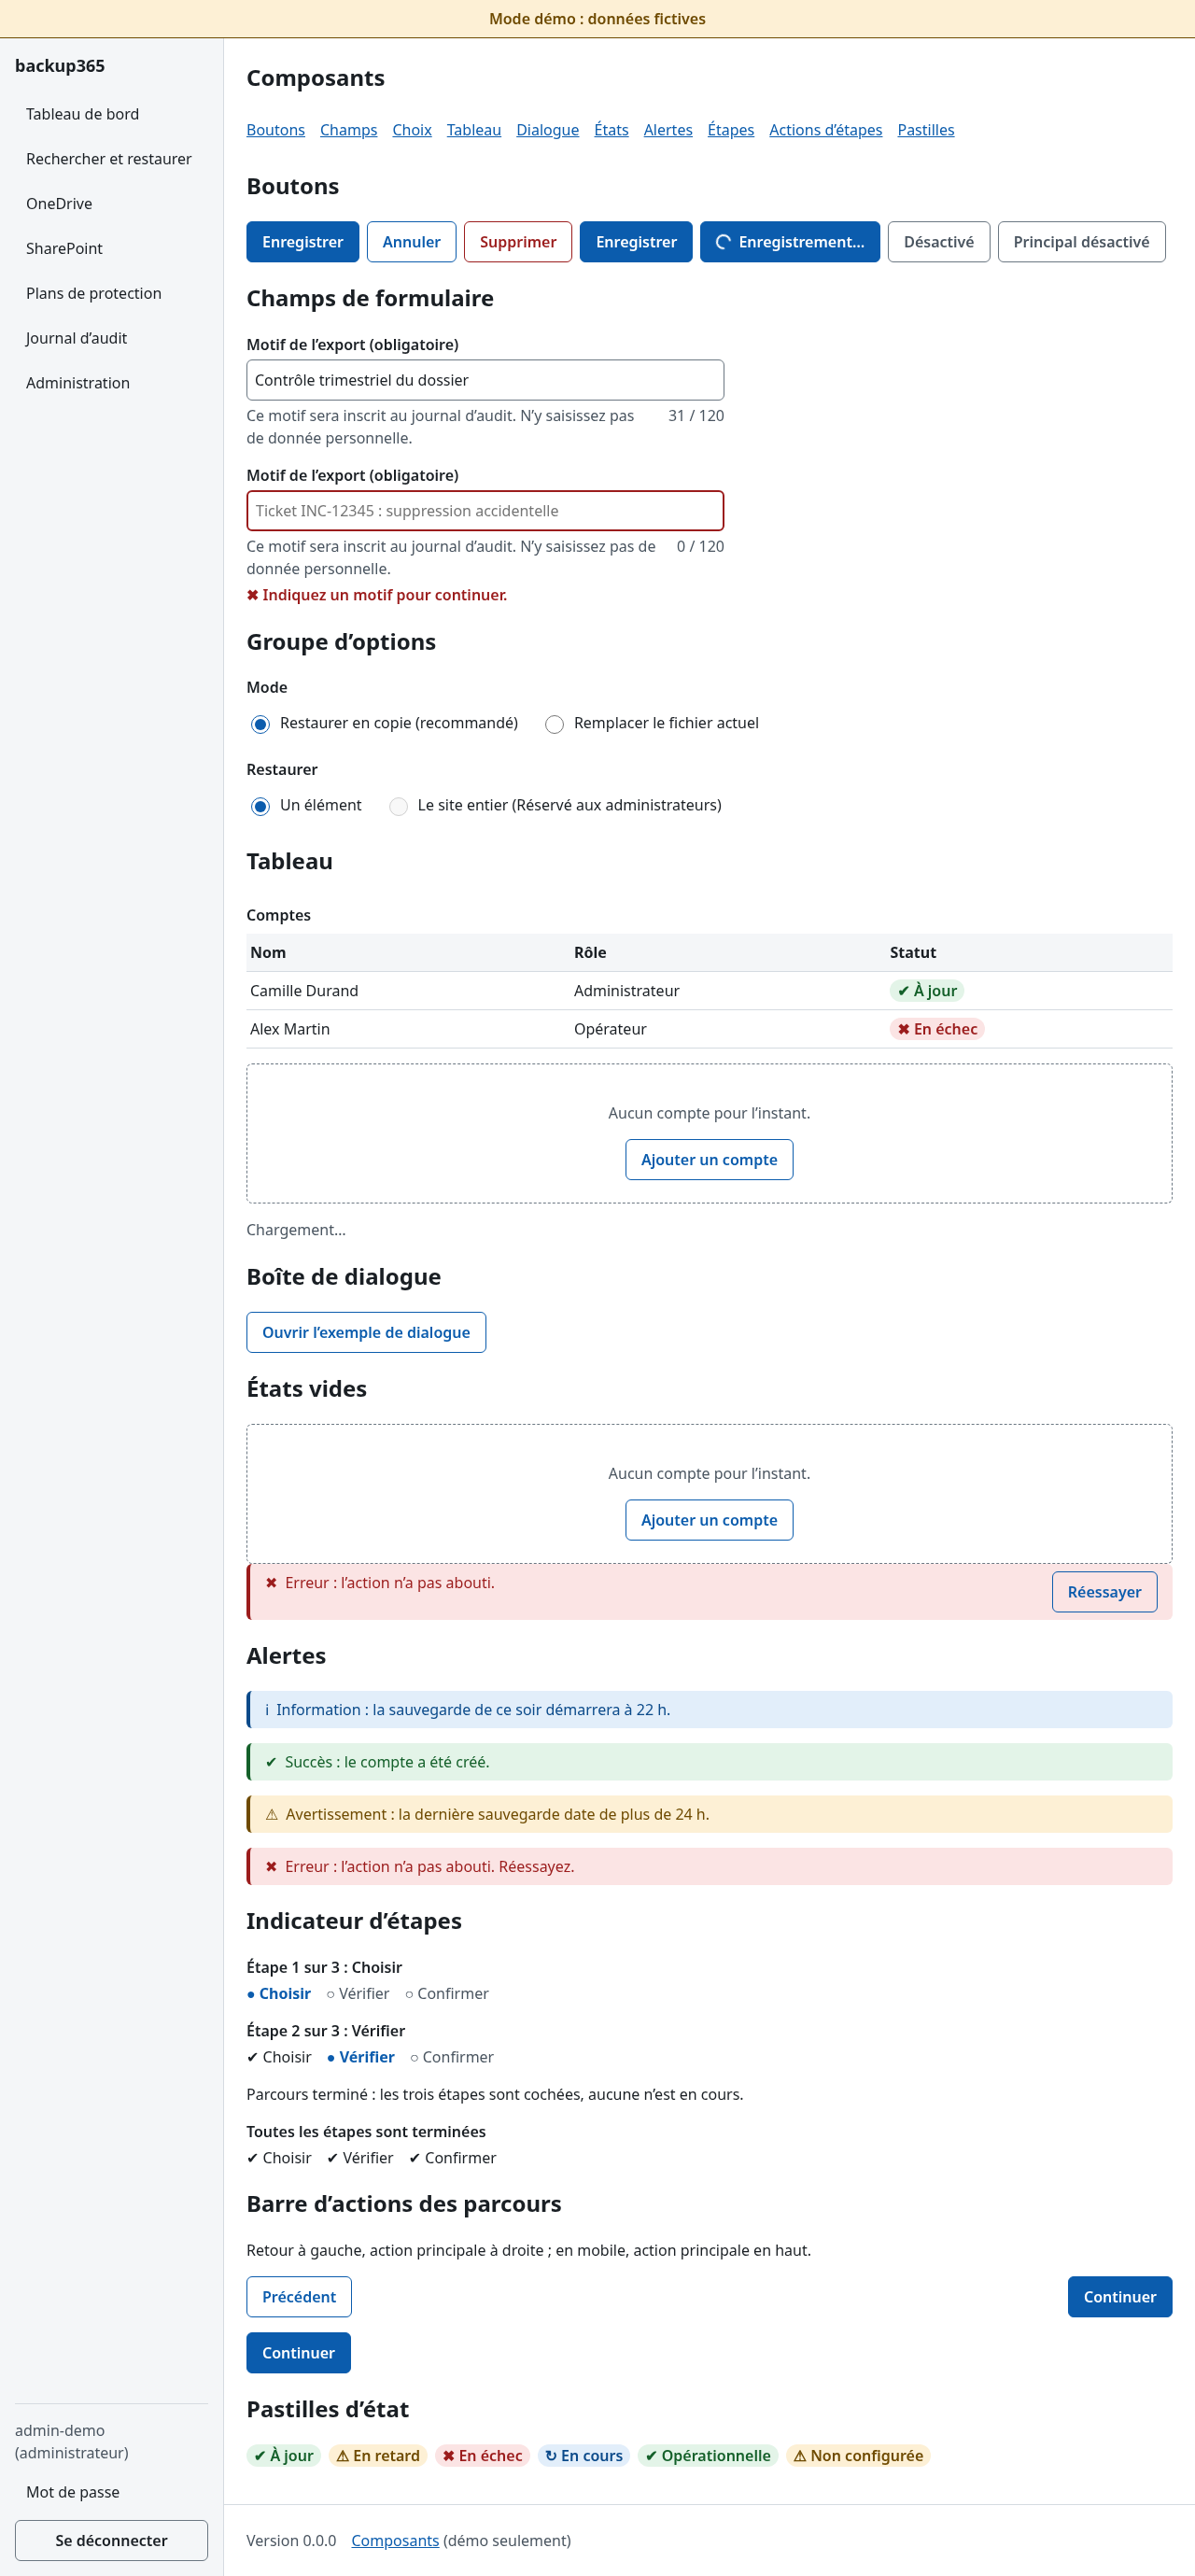 Mode démo : données fictives
backup365
Tableau de bord
Rechercher et restaurer
OneDrive
SharePoint
Plans de protection
Journal d’audit
Administration
admin-demo
(administrateur)
Mot de passe
Se déconnecter
Composants
Boutons Champs Choix Tableau Dialogue États Alertes Étapes Actions d’étapes Pastilles
Boutons
Enregistrer Annuler Supprimer Enregistrer Enregistrement… Désactivé Principal désactivé
Champs de formulaire
Motif de l’export (obligatoire)
Contrôle trimestriel du dossier
Ce motif sera inscrit au journal d’audit. N’y saisissez pas 31 / 120
de donnée personnelle.
Motif de l’export (obligatoire)
Ticket INC-12345 : suppression accidentelle
Ce motif sera inscrit au journal d’audit. N’y saisissez pas de 0 / 120
donnée personnelle.
✖ Indiquez un motif pour continuer.
Groupe d’options
Mode
Restaurer en copie (recommandé) Remplacer le fichier actuel
Restaurer
Un élément Le site entier (Réservé aux administrateurs)
Tableau
Comptes
Nom Rôle Statut
Camille Durand Administrateur ✔ À jour
Alex Martin Opérateur ✖ En échec
Aucun compte pour l’instant.
Ajouter un compte
Chargement…
Boîte de dialogue
Ouvrir l’exemple de dialogue
États vides
Aucun compte pour l’instant.
Ajouter un compte
✖ Erreur : l’action n’a pas abouti. Réessayer
Alertes
i Information : la sauvegarde de ce soir démarrera à 22 h.
✔ Succès : le compte a été créé.
⚠ Avertissement : la dernière sauvegarde date de plus de 24 h.
✖ Erreur : l’action n’a pas abouti. Réessayez.
Indicateur d’étapes
Étape 1 sur 3 : Choisir
● Choisir ○ Vérifier ○ Confirmer
Étape 2 sur 3 : Vérifier
✔ Choisir ● Vérifier ○ Confirmer
Parcours terminé : les trois étapes sont cochées, aucune n’est en cours.
Toutes les étapes sont terminées
✔ Choisir ✔ Vérifier ✔ Confirmer
Barre d’actions des parcours
Retour à gauche, action principale à droite ; en mobile, action principale en haut.
Précédent Continuer
Continuer
Pastilles d’état
✔ À jour ⚠ En retard ✖ En échec ↻ En cours ✔ Opérationnelle ⚠ Non configurée
Version 0.0.0 Composants (démo seulement)